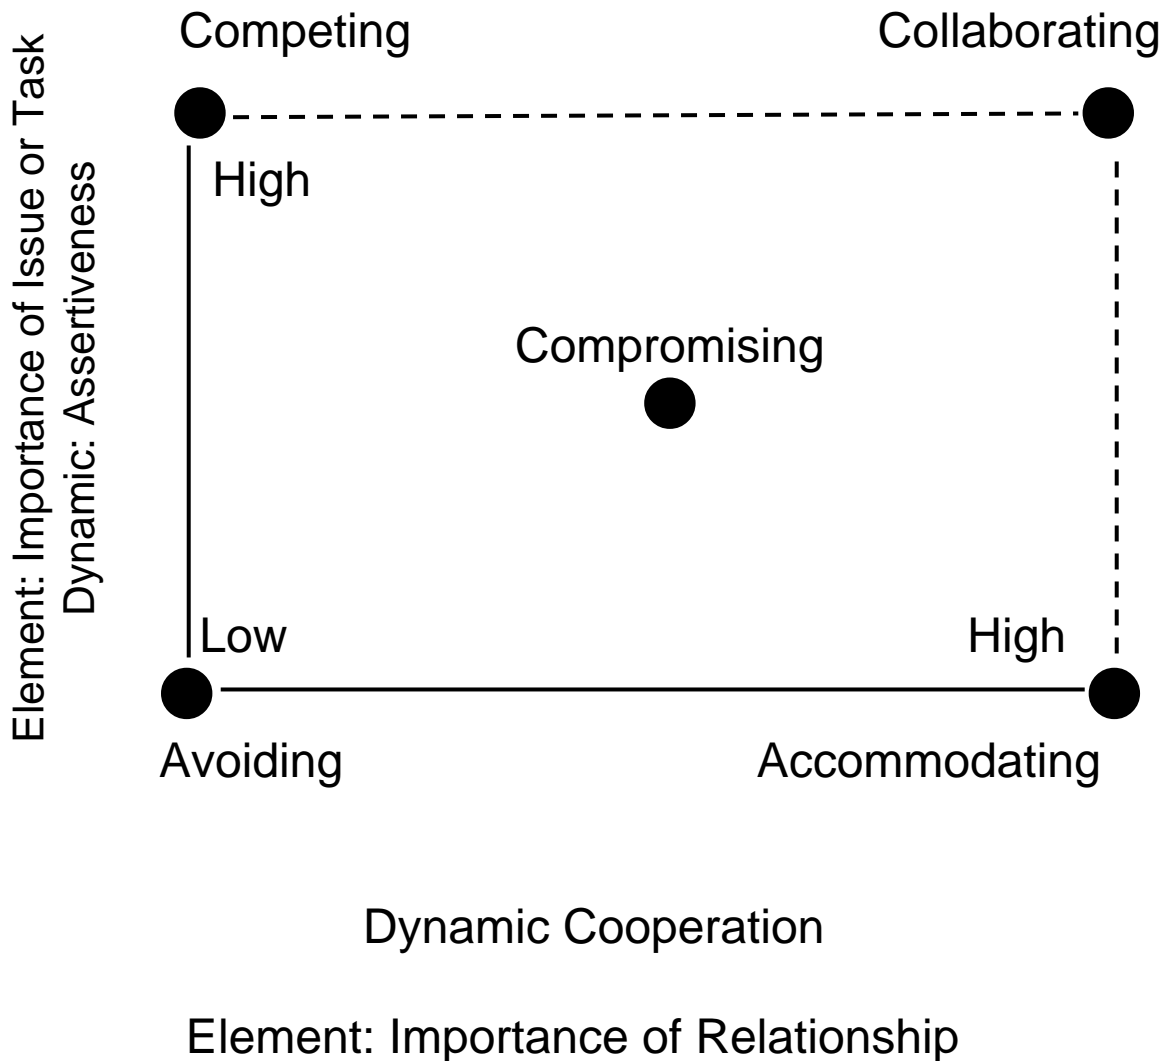 Competing
Collaborating
Element: Importance of Issue or Task
Dynamic: Assertiveness
High
Compromising
Low
High
Avoiding
Accommodating
Dynamic Cooperation
Element: Importance of Relationship